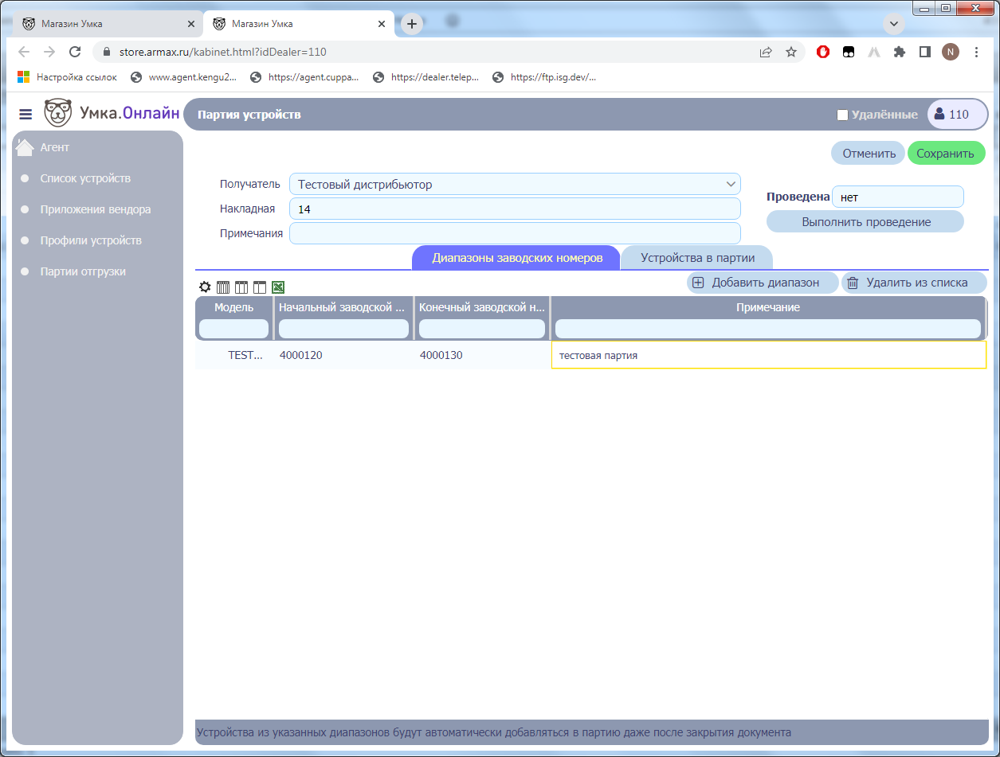 Магазин Умка
Магазин Умка
store.armax.ru/kabinet.html?idDealer=110
N
Настройка ссылок
www.agent.kengu2...
https://agent.cuppa...
https://dealer.telep...
https://ftp.isg.dev/...
Умка.Онлайн
Партия устройств
Удалённые
110
Агент
Список устройств
Приложения вендора
Профили устройств
Партии отгрузки
Отменить
Сохранить
Получатель
Тестовый дистрибьютор
Накладная
14
Примечания
Проведена
нет
Выполнить проведение
Диапазоны заводских номеров
Устройства в партии
Добавить диапазон
Удалить из списка
Модель
Начальный заводской ...
Конечный заводской н...
Примечание
TEST...
4000120
4000130
тестовая партия
Устройства из указанных диапазонов будут автоматически добавляться в партию даже после закрытия документа